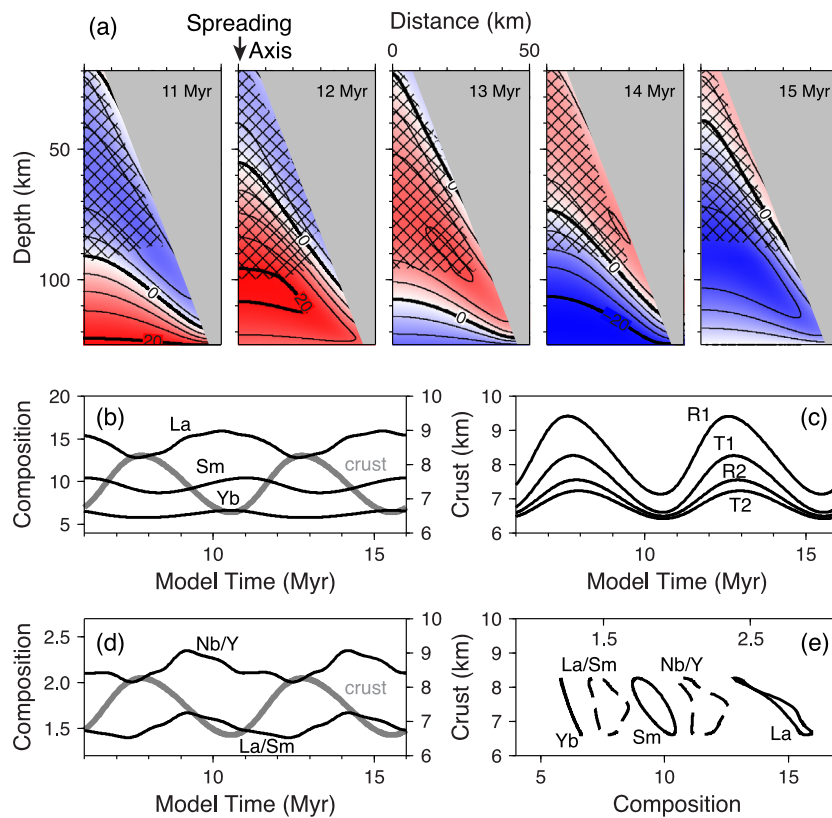 (a)
Spreading
Axis
Distance (km)
0 50
11 Myr
12 Myr
13 Myr
14 Myr
15 Myr
Depth (km)
50
100
0
20
0
20
0
0
0
-20
0
(b)
Composition
20
15
10
5
La
Sm
Yb
crust
10
9
8
7
6
Crust (km)
10 15
Model Time (Myr)
(c)
10
9
8
7
6
R1
T1
R2
T2
10 15
Model Time (Myr)
(d)
Composition
2.5
2.0
1.5
Nb/Y
crust
La/Sm
10
9
8
7
6
Crust (km)
10 15
Model Time (Myr)
(e)
1.5 2.5
La/Sm
Nb/Y
Yb
Sm
La
10
9
8
7
6
5 10 15
Composition